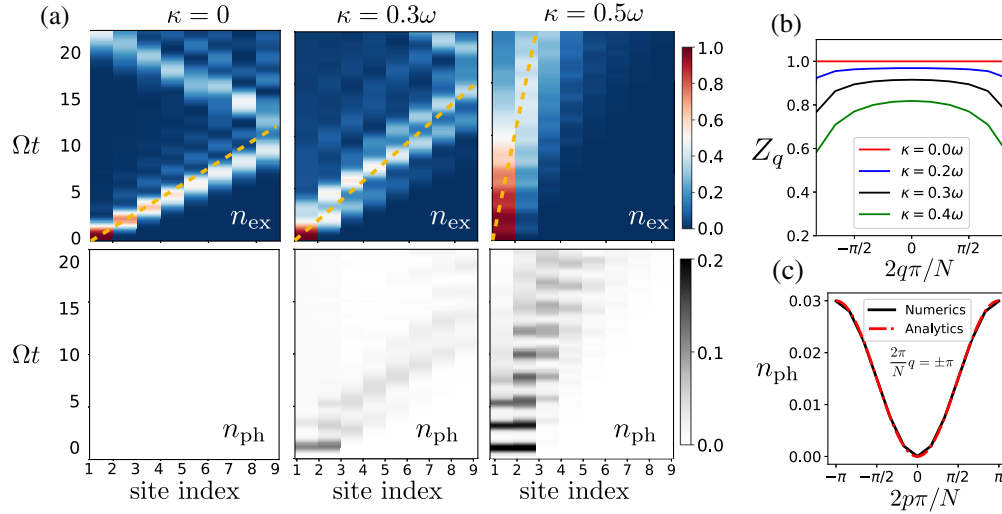 (a)
κ = 0
κ = 0.3ω
κ = 0.5ω
Ωt
20
15
10
5
0
n_ex
n_ex
n_ex
1.0
0.8
0.6
0.4
0.2
0.0
Ωt
20
15
10
5
0
n_ph
n_ph
n_ph
0.2
0.1
0.0
1 2 3 4 5 6 7 8 9
1 2 3 4 5 6 7 8 9
1 2 3 4 5 6 7 8 9
site index
site index
site index
(b)
Z_q
1.0
0.8
0.6
0.4
0.2
κ = 0.0ω
κ = 0.2ω
κ = 0.3ω
κ = 0.4ω
−π/2 0 π/2
2qπ/N
(c)
n_ph
0.03
0.02
0.01
0.00
Numerics
Analytics
2π/N q = ±π
−π −π/2 0 π/2 π
2pπ/N